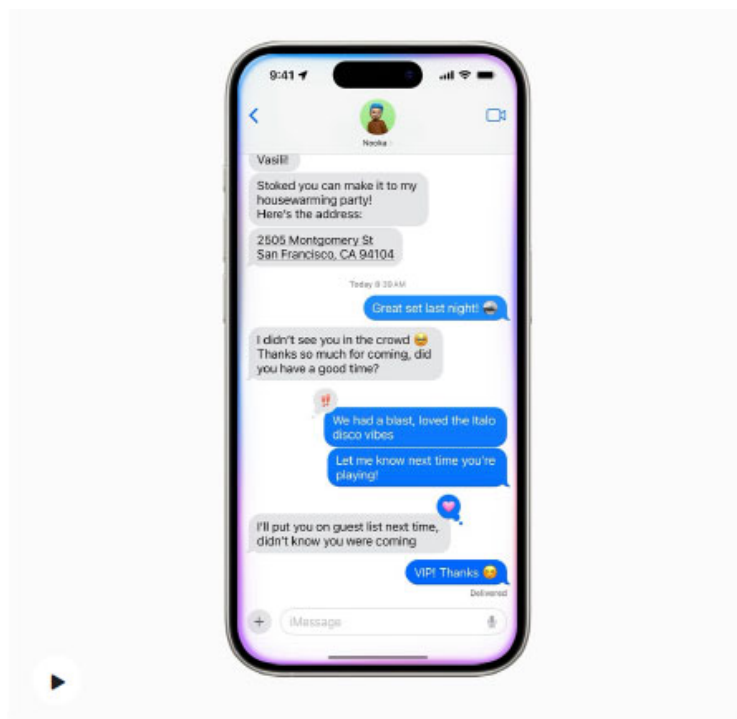 9:41
Nooka
Vasili!
Stoked you can make it to my
housewarming party!
Here's the address:
2505 Montgomery St
San Francisco, CA 94104
Today 8:39 AM
Great set last night! 🪩
I didn't see you in the crowd 🥹
Thanks so much for coming, did
you have a good time?
‼️
We had a blast, loved the Italo
disco vibes
Let me know next time you're
playing!
I'll put you on guest list next time,
didn't know you were coming
VIP! Thanks 😊
Delivered
iMessage